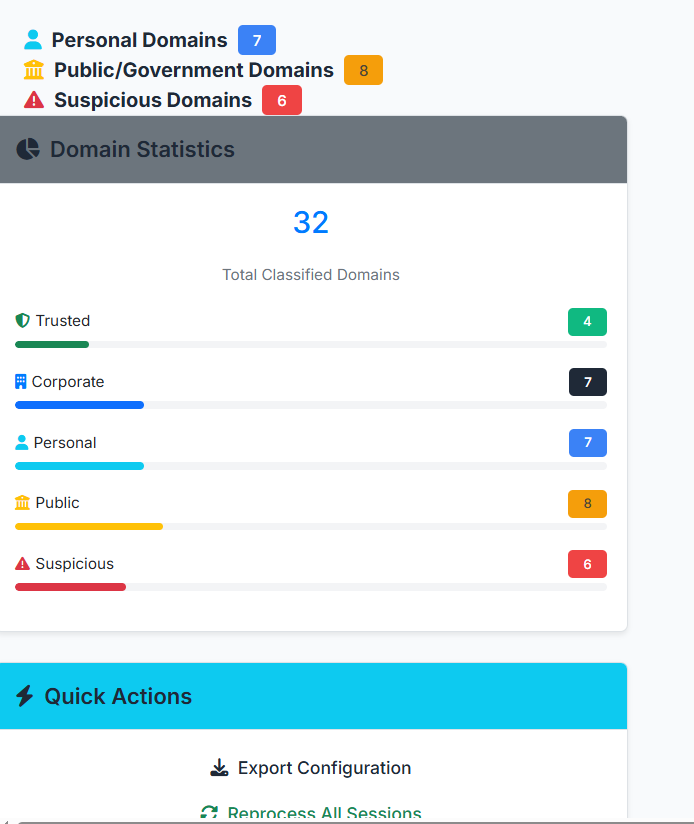 Personal Domains 7
Public/Government Domains 8
Suspicious Domains 6
Domain Statistics
32
Total Classified Domains
Trusted 4
Corporate 7
Personal 7
Public 8
Suspicious 6
Quick Actions
Export Configuration
Reprocess All Sessions